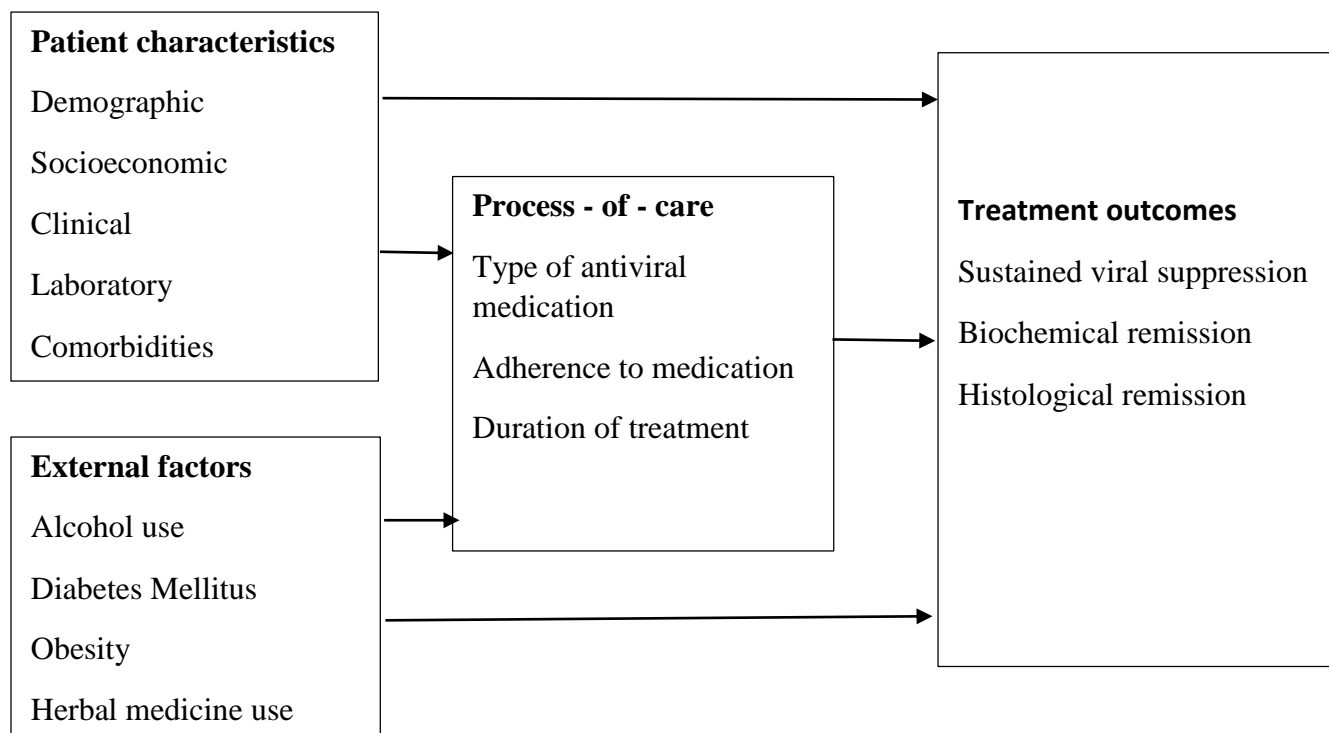 Patient characteristics
Demographic
Socioeconomic
Clinical
Laboratory
Comorbidities
External factors
Alcohol use
Diabetes Mellitus
Obesity
Herbal medicine use
Process - of - care
Type of antiviral
medication
Adherence to medication
Duration of treatment
Treatment outcomes
Sustained viral suppression
Biochemical remission
Histological remission